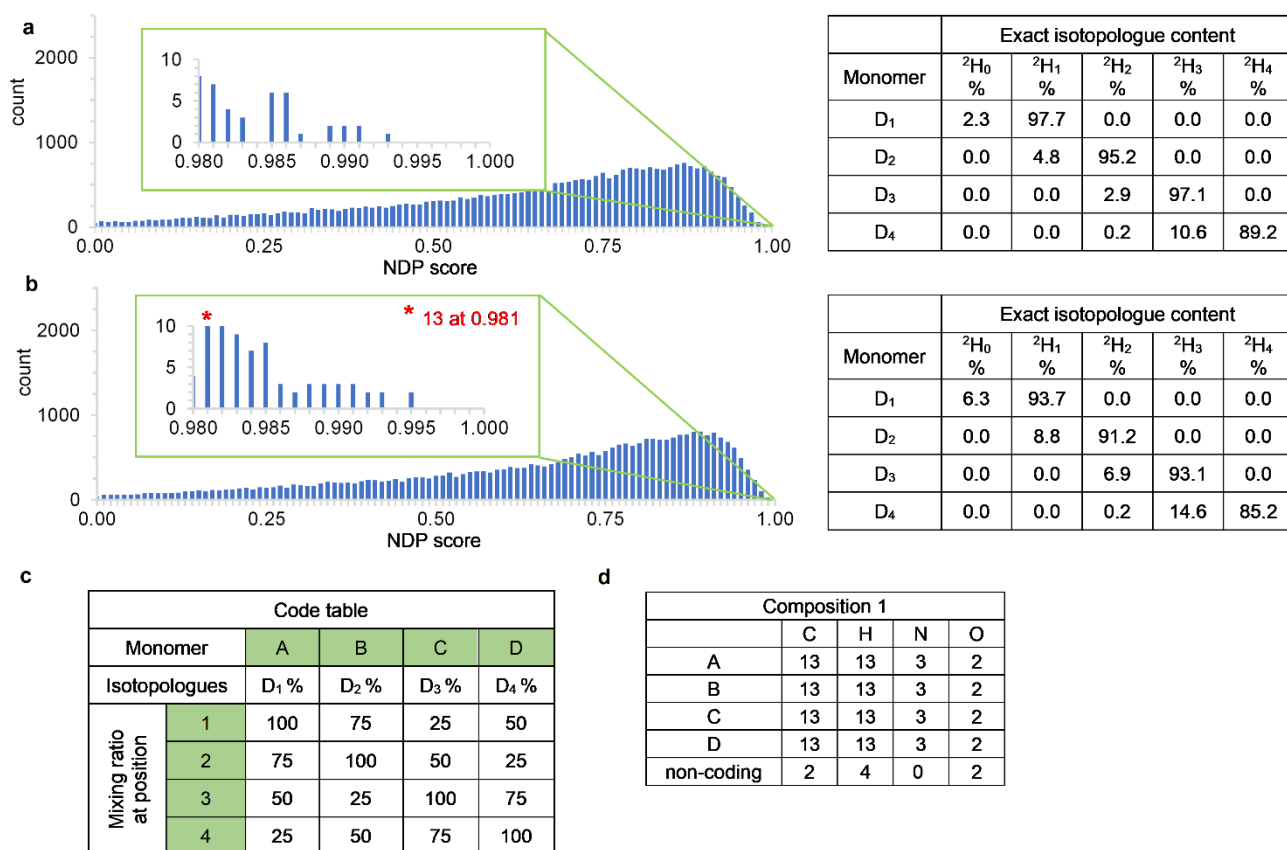 a
2500
2000
1000
0
count
0.00 0.25 0.50 0.75 1.00
NDP score
10
5
0
0.980 0.986 0.990 0.995 1.000
Exact isotopologue content
Monomer ²H₀ % ²H₁ % ²H₂ % ²H₃ % ²H₄ %
D₁ 2.3 97.7 0.0 0.0 0.0
D₂ 0.0 4.8 95.2 0.0 0.0
D₃ 0.0 0.0 2.9 97.1 0.0
D₄ 0.0 0.0 0.2 10.6 89.2
b
2000
1000
0
count
0.00 0.25 0.50 0.75 1.00
NDP score
* * 13 at 0.981
10
5
0
0.980 0.985 0.990 0.995 1.000
Exact isotopologue content
Monomer ²H₀ % ²H₁ % ²H₂ % ²H₃ % ²H₄ %
D₁ 6.3 93.7 0.0 0.0 0.0
D₂ 0.0 8.8 91.2 0.0 0.0
D₃ 0.0 0.0 6.9 93.1 0.0
D₄ 0.0 0.0 0.2 14.6 85.2
c
Code table
Monomer A B C D
Isotopologues D₁ % D₂ % D₃ % D₄ %
Mixing ratio at position
1 100 75 25 50
2 75 100 50 25
3 50 25 100 75
4 25 50 75 100
d
Composition 1
C H N O
A 13 13 3 2
B 13 13 3 2
C 13 13 3 2
D 13 13 3 2
non-coding 2 4 0 2